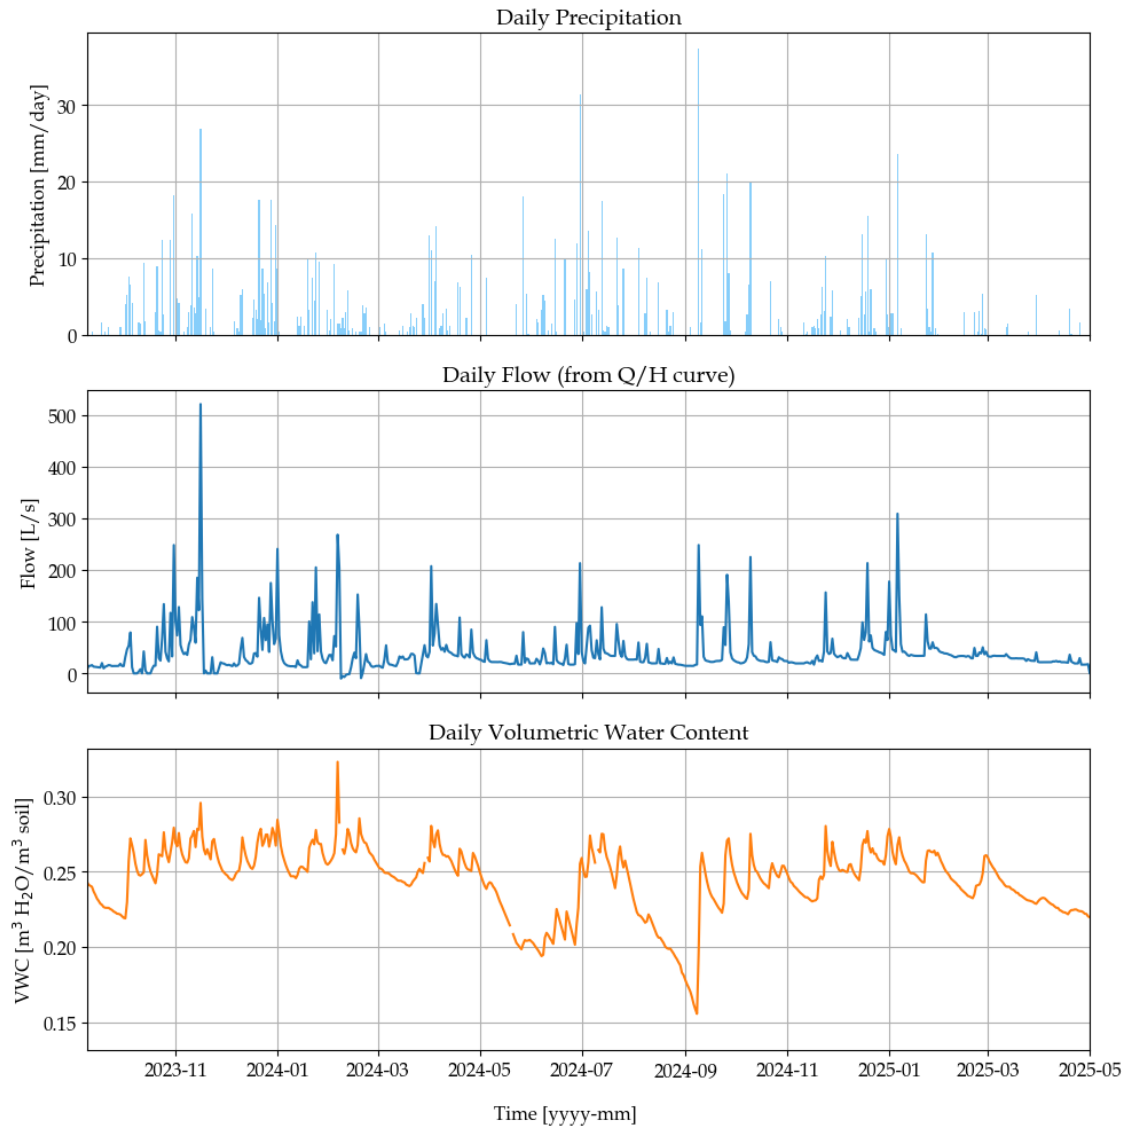 Daily Precipitation
Precipitation [mm/day]
30
20
10
0
Daily Flow (from Q/H curve)
Flow [L/s]
500
400
300
200
100
0
Daily Volumetric Water Content
VWC [m³ H₂O/m³ soil]
0.30
0.25
0.20
0.15
2023-11 2024-01 2024-03 2024-05 2024-07 2024-09 2024-11 2025-01 2025-03 2025-05
Time [yyyy-mm]